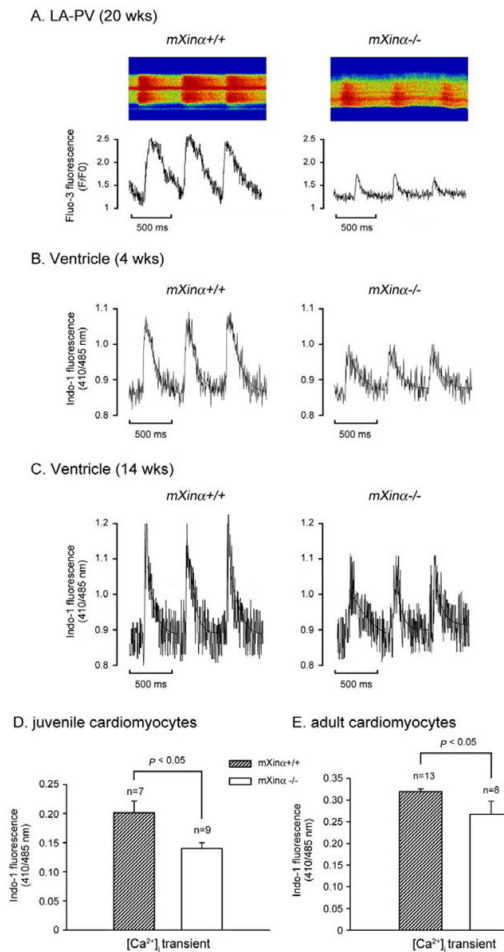 A. LA-PV (20 wks)
mXinα+/+
mXinα-/-
Fluo-3 fluorescence
(F/F0)
2.5
2.0
1.5
1
2.5
2.0
1.5
1
500 ms
500 ms
B. Ventricle (4 wks)
mXinα+/+
mXinα-/-
Indo-1 fluorescence
(410/485 nm)
1.1
1.0
0.9
0.8
1.1
1.0
0.9
0.8
500 ms
500 ms
C. Ventricle (14 wks)
mXinα+/+
mXinα-/-
Indo-1 fluorescence
(410/485 nm)
1.2
1.1
1.0
0.9
0.8
1.2
1.1
1.0
0.9
0.8
500 ms
500 ms
D. juvenile cardiomyocytes
P < 0.05
mXinα+/+
mXinα -/-
n=7
n=9
Indo-1 fluorescence
(410/485 nm)
0.25
0.20
0.15
0.10
0.05
0.00
[Ca²⁺]ᵢ transient
E. adult cardiomyocytes
P < 0.05
n=13
n=8
Indo-1 fluorescence
(410/485 nm)
0.35
0.30
0.25
0.20
0.15
0.10
0.05
0.00
[Ca²⁺]ᵢ transient